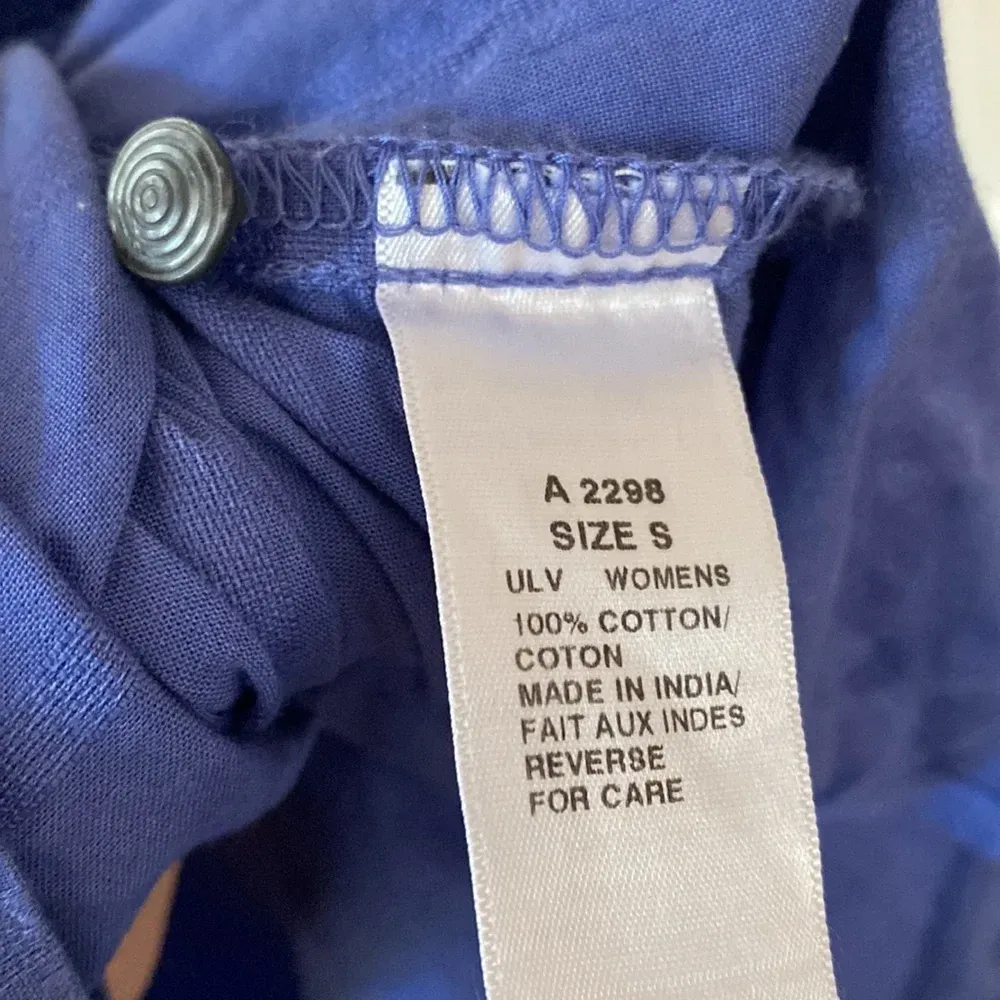 A 2298
SIZE S
ULV WOMENS
100% COTTON/
COTON
MADE IN INDIA/
FAIT AUX INDES
REVERSE
FOR CARE